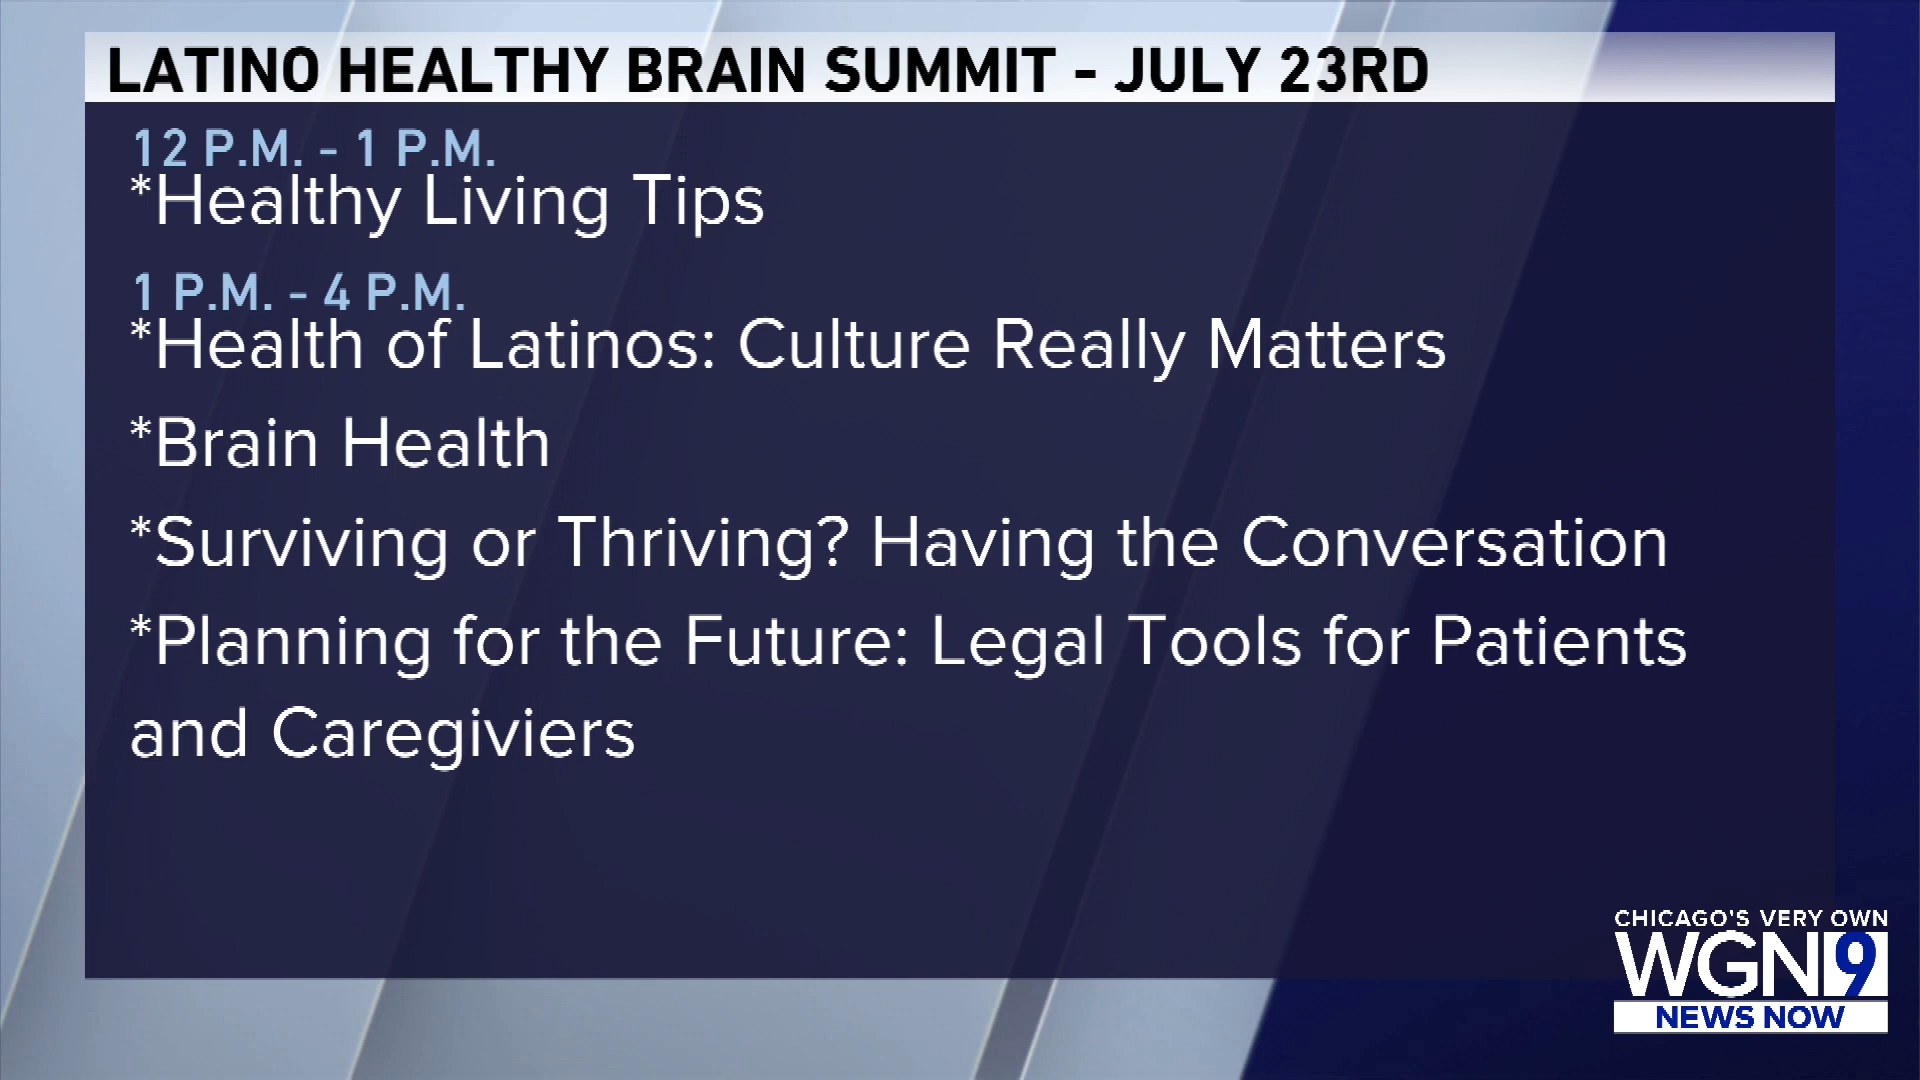 LATINO HEALTHY BRAIN SUMMIT - JULY 23RD
12 P.M. - 1 P.M.
*Healthy Living Tips
1 P.M. - 4 P.M.
*Health of Latinos: Culture Really Matters
*Brain Health
*Surviving or Thriving? Having the Conversation
*Planning for the Future: Legal Tools for Patients
and Caregiviers
CHICAGO'S VERY OWN
WGN9
NEWS NOW